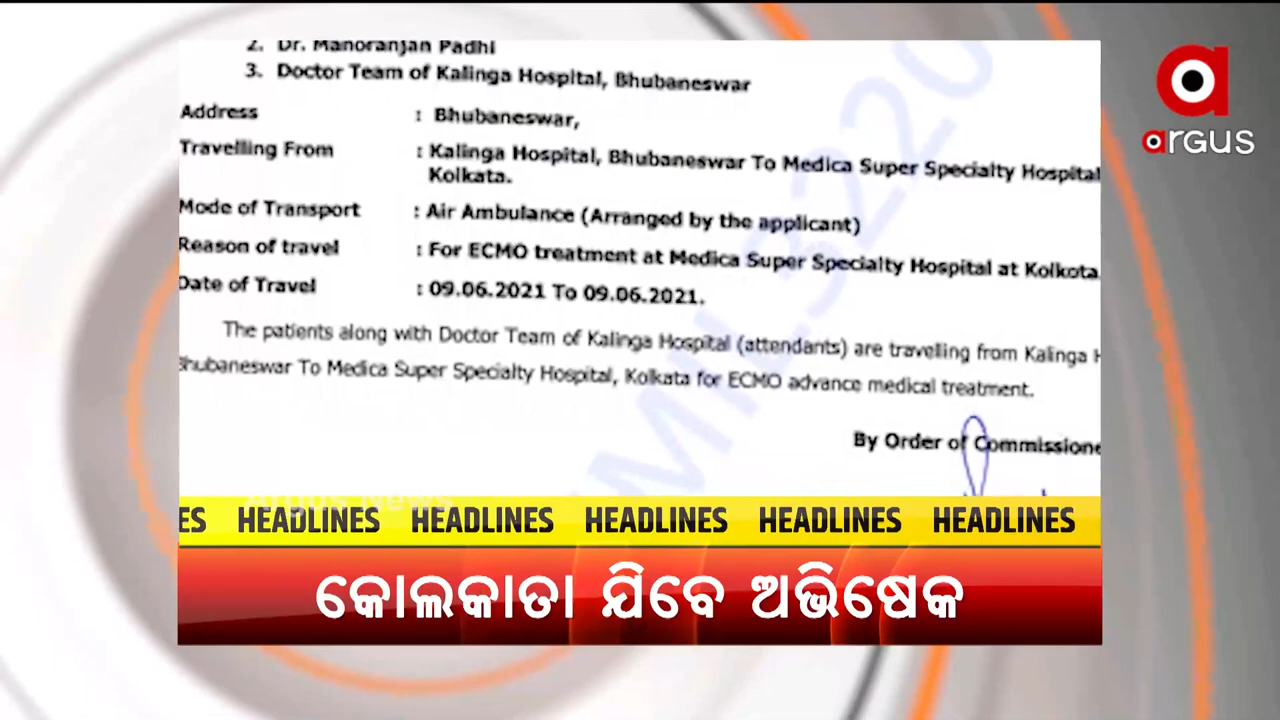 2. Dr. Manoranjan Padhi
3. Doctor Team of Kalinga Hospital, Bhubaneswar
Address : Bhubaneswar,
Travelling From : Kalinga Hospital, Bhubaneswar To Medica Super Specialty Hospital
Kolkata.
Mode of Transport : Air Ambulance (Arranged by the applicant)
Reason of travel : For ECMO treatment at Medica Super Specialty Hospital at Kolkota.
Date of Travel : 09.06.2021 To 09.06.2021.
The patients along with Doctor Team of Kalinga Hospital (attendants) are travelling from Kalinga H
Bhubaneswar To Medica Super Specialty Hospital, Kolkata for ECMO advance medical treatment.
By Order of Commissione
argus
Argus News
ES HEADLINES HEADLINES HEADLINES HEADLINES HEADLINES
କୋଲକାତା ଯିବେ ଅଭିଷେକ